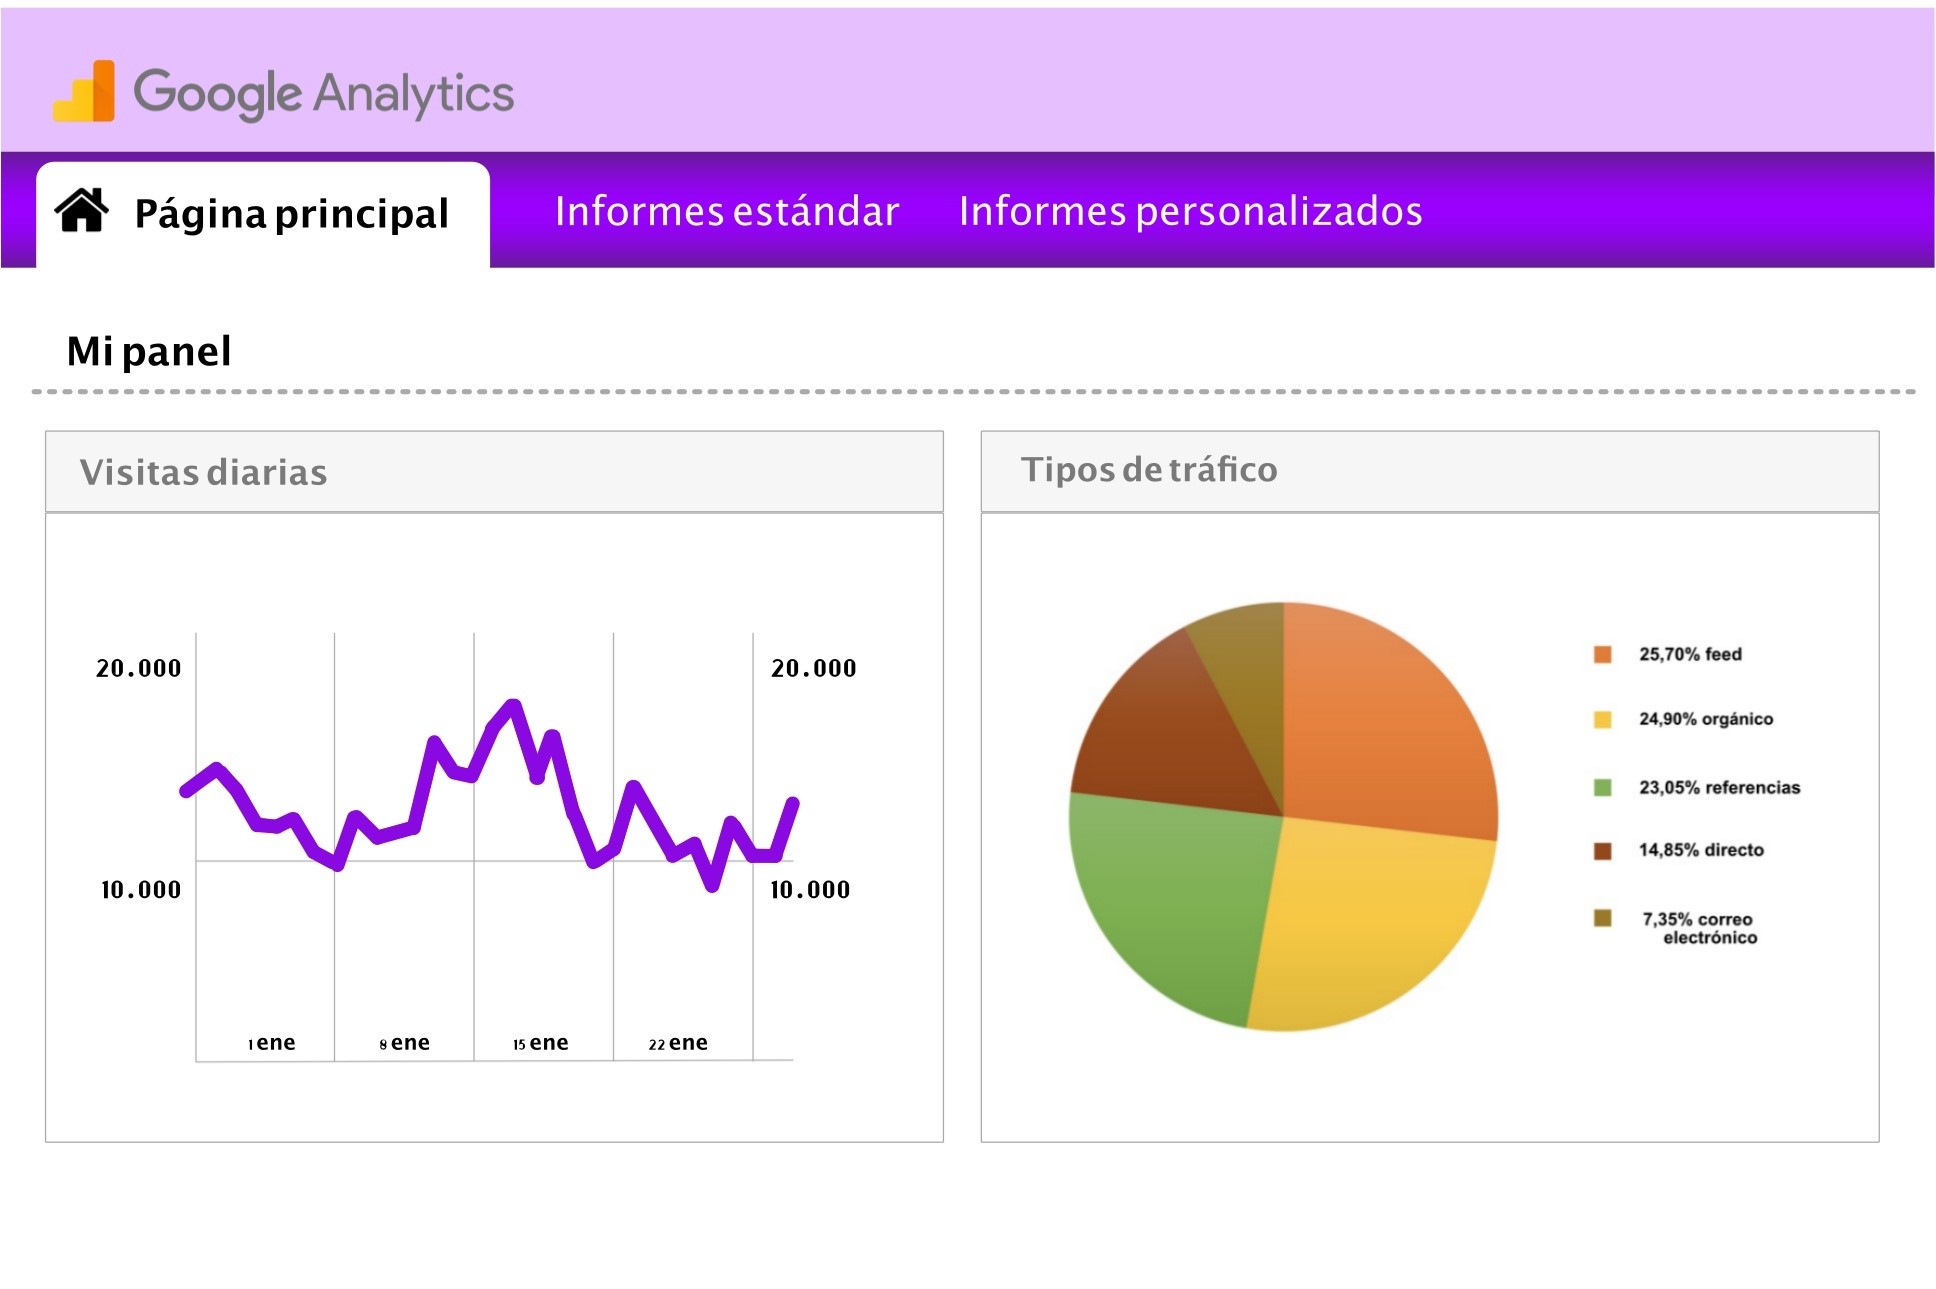 Google Analytics
Página principal
Informes estándar
Informes personalizados
Mi panel
Visitas diarias
20.000
20.000
10.000
10.000
1 ene
8 ene
15 ene
22 ene
Tipos de tráfico
25,70% feed
24,90% orgánico
23,05% referencias
14,85% directo
7,35% correo
electrónico